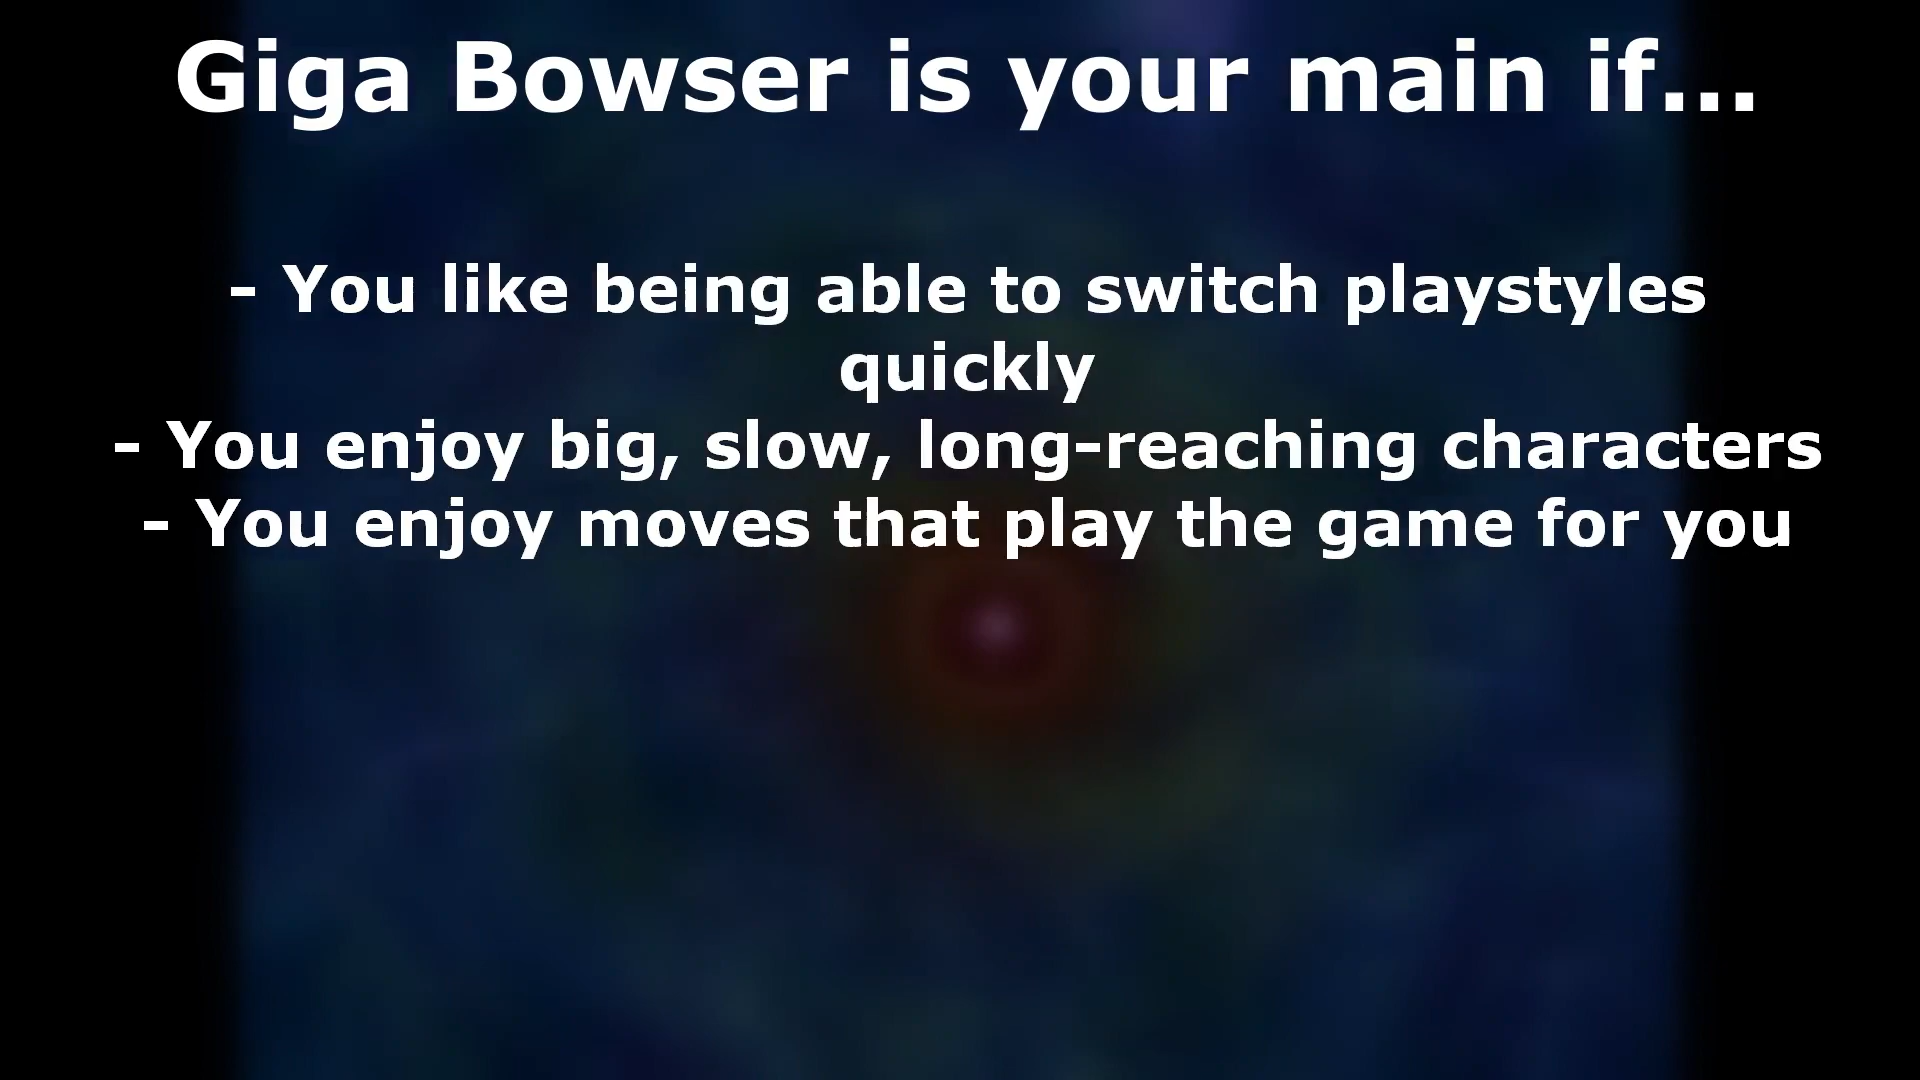 Giga Bowser is your main if...
- You like being able to switch playstyles
quickly
- You enjoy big, slow, long-reaching characters
- You enjoy moves that play the game for you